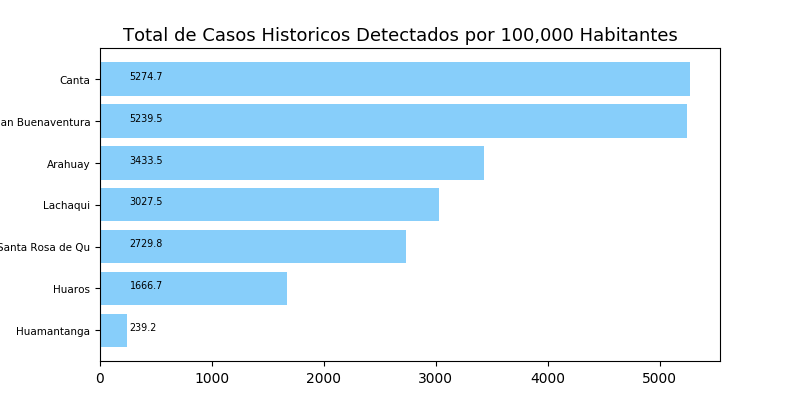 Total de Casos Historicos Detectados por 100,000 Habitantes
Canta 5274.7
an Buenaventura 5239.5
Arahuay 3433.5
Lachaqui 3027.5
Santa Rosa de Qu 2729.8
Huaros 1666.7
Huamantanga 239.2
0 1000 2000 3000 4000 5000